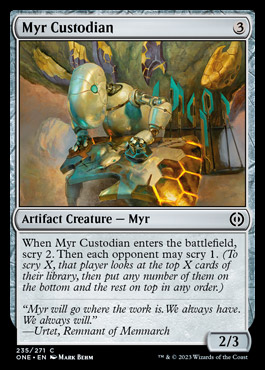 Myr Custodian 3
Artifact Creature — Myr
When Myr Custodian enters the battlefield,
scry 2. Then each opponent may scry 1. (To
scry X, that player looks at the top X cards of
their library, then put any number of them on
the bottom and the rest on top in any order.)
“Myr will go where the work is. We always have.
We always will.”
—Urtet, Remnant of Memnarch
2/3
235/271 C
ONE • EN Mark Behm
™ & © 2023 Wizards of the Coast